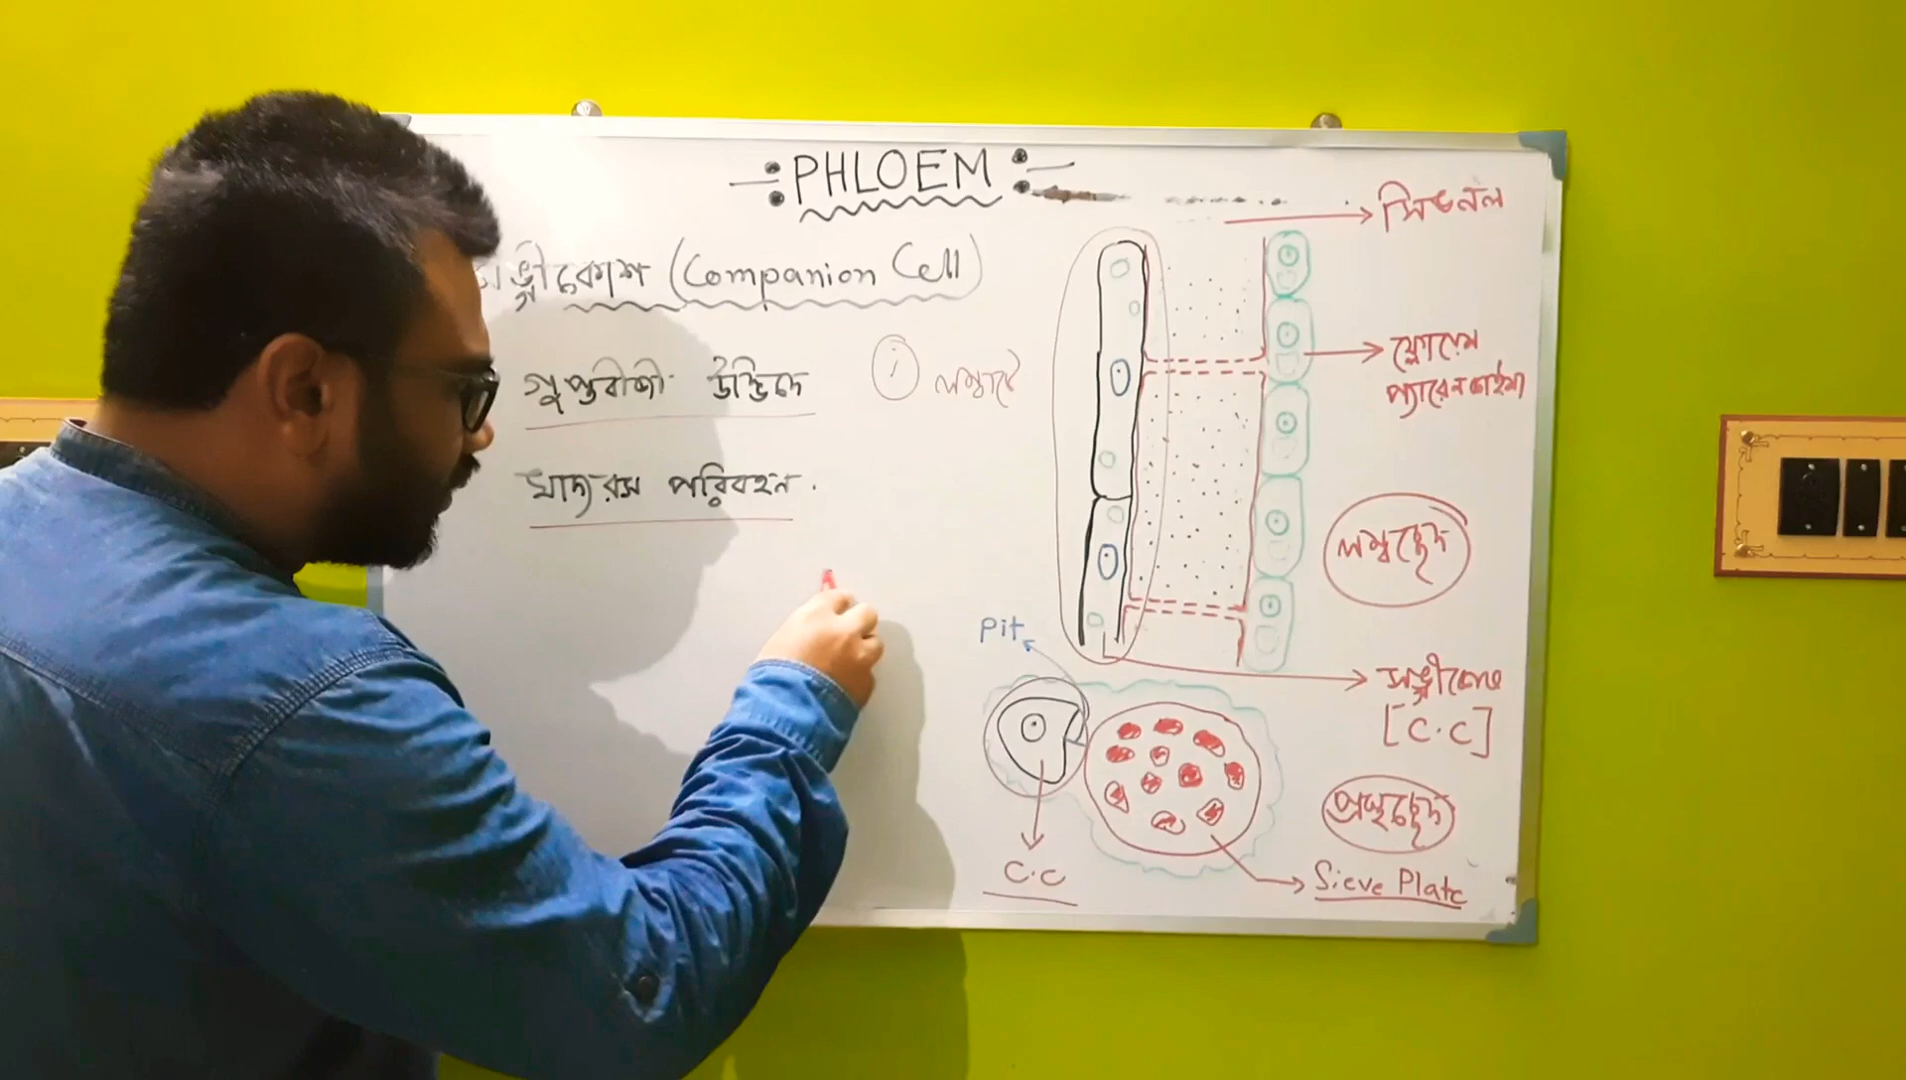 PHLOEM
সঙ্গীকোশ (Companion Cell)
গুপ্তবীজী উদ্ভিদে
খাদ্যরস পরিবহন.
i
সিভনল
ফ্লোয়েম
প্যারেনকাইমা
লম্বচ্ছেদ
Pit
[C.C]
প্রস্থচ্ছেদ
C.C
Sieve Plate